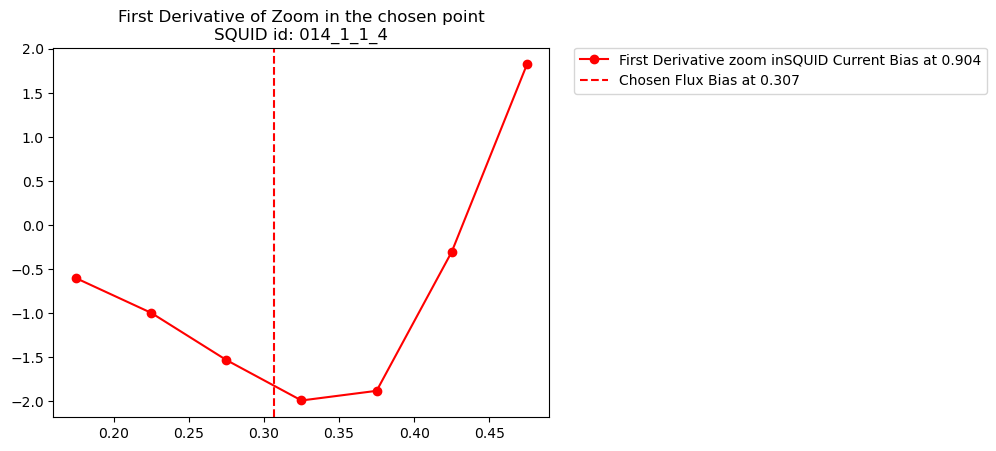 First Derivative of Zoom in the chosen point
SQUID id: 014_1_1_4
First Derivative zoom inSQUID Current Bias at 0.904
Chosen Flux Bias at 0.307
2.0
1.5
1.0
0.5
0.0
−0.5
−1.0
−1.5
−2.0
0.20 0.25 0.30 0.35 0.40 0.45